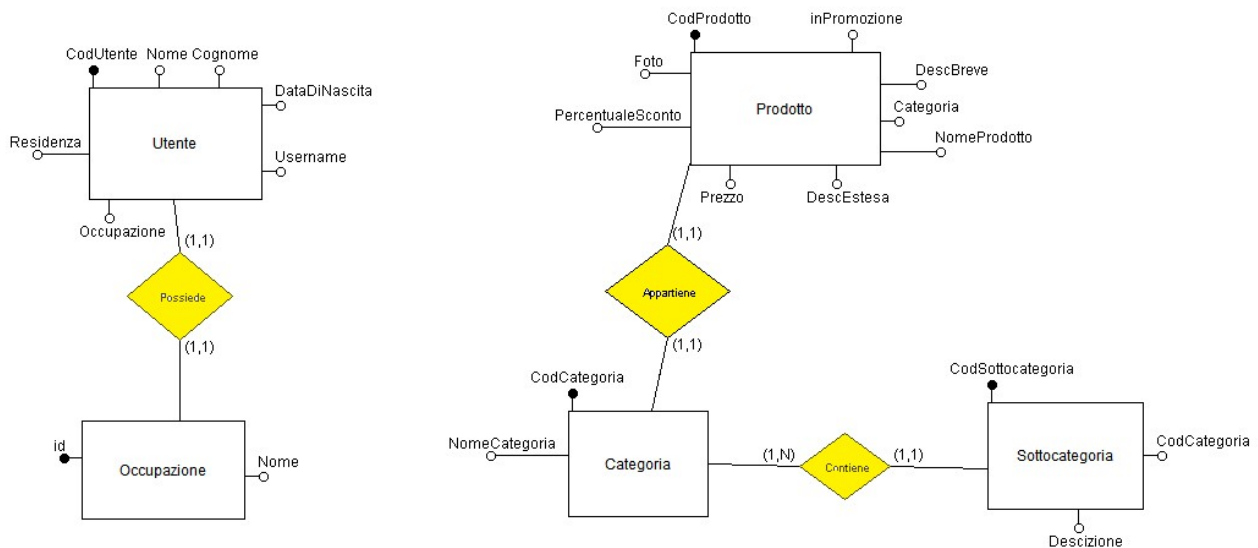 CodUtente
Nome Cognome
DataDiNascita
Residenza
Utente
Username
Occupazione
(1,1)
Possiede
(1,1)
id
Occupazione
Nome
CodProdotto
inPromozione
Foto
DescBreve
PercentualeSconto
Prodotto
Categoria
NomeProdotto
Prezzo
DescEstesa
(1,1)
Appartiene
(1,1)
CodCategoria
NomeCategoria
Categoria
(1,N)
Contiene
(1,1)
CodSottocategoria
Sottocategoria
CodCategoria
Descizione